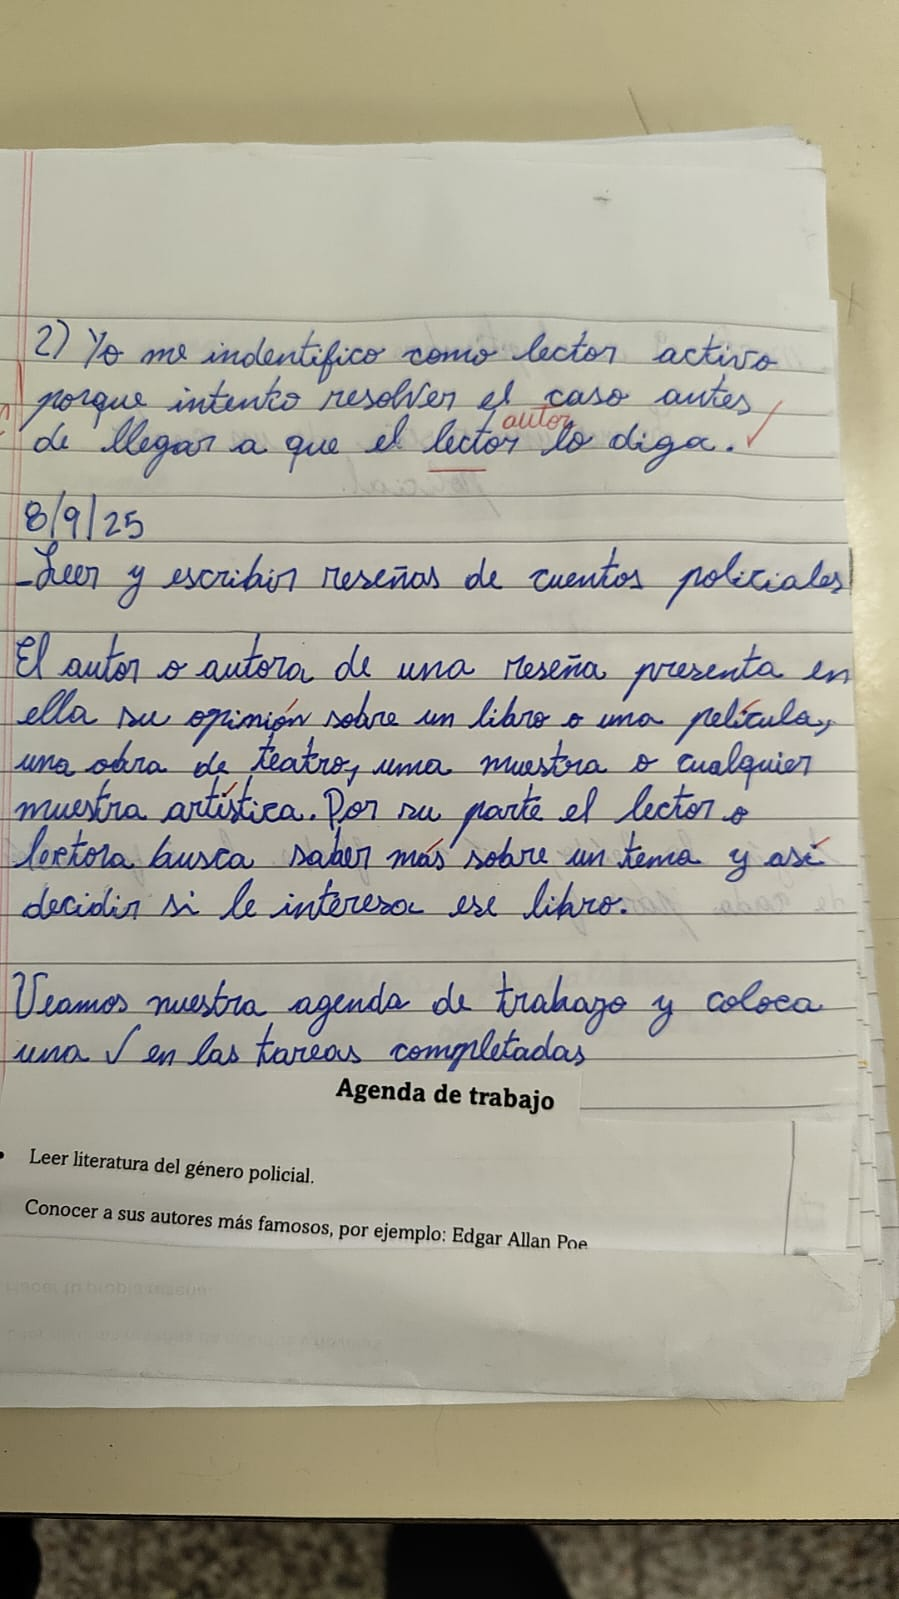 2) Yo me indentifico como lector activo
porque intento resolver el caso antes
autor
de llegar a que el lector lo diga. ✓
8/9/25
-Leer y escribir reseñas de cuentos policiales
El autor o autora de una reseña presenta en
ella su opinión sobre un libro o una película,
una obra de teatro, una muestra o cualquier
muestra artística. Por su parte el lector o
lectora busca saber más sobre un tema y así
decidir si le interesa ese libro.
Veamos nuestra agenda de trabajo y coloca
una √ en las tareas completadas
Agenda de trabajo
• Leer literatura del género policial.
Conocer a sus autores más famosos, por ejemplo: Edgar Allan Poe